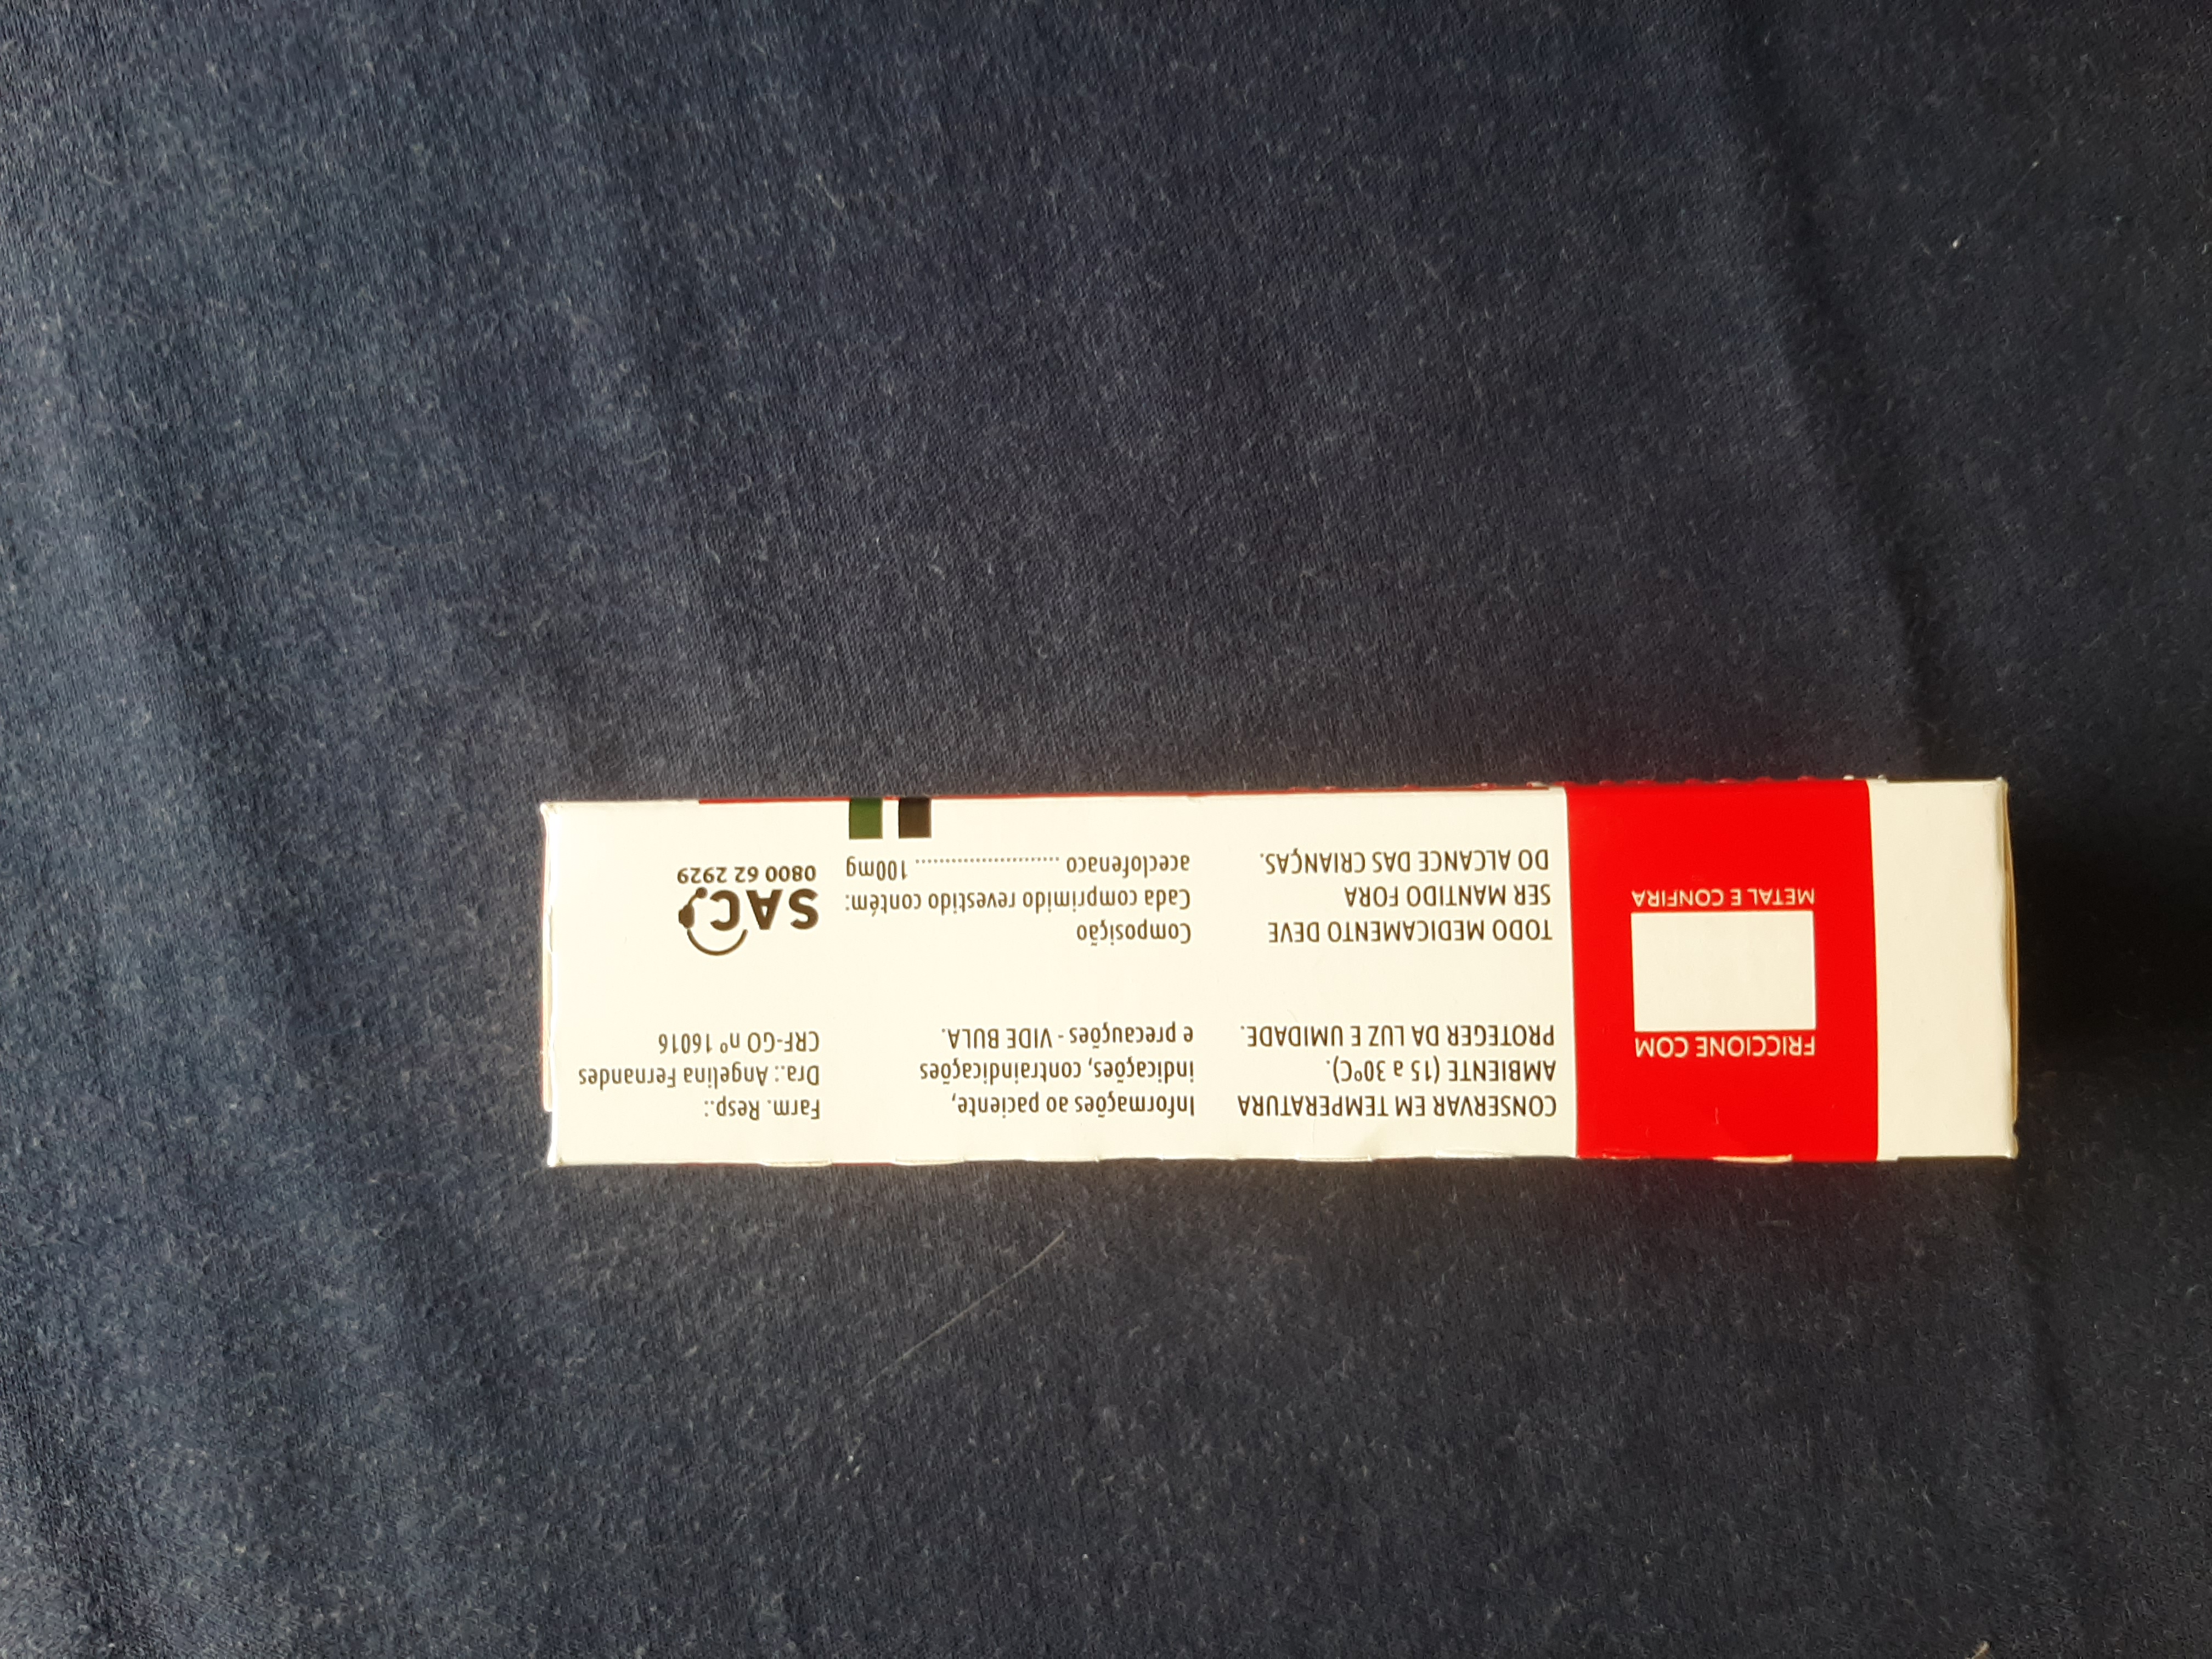 FRICCIONE COM
METAL E CONFIRA
CONSERVAR EM TEMPERATURA
AMBIENTE (15 a 30ºC).
PROTEGER DA LUZ E UMIDADE.
TODO MEDICAMENTO DEVE
SER MANTIDO FORA
DO ALCANCE DAS CRIANÇAS.
Informações ao paciente,
indicações, contraindicações
e precauções - VIDE BULA.
Composição
Cada comprimido revestido contém:
aceclofenaco ........................... 100mg
Farm. Resp.:
Dra.: Angelina Fernandes
CRF-GO nº 16016
SAC
0800 62 2929